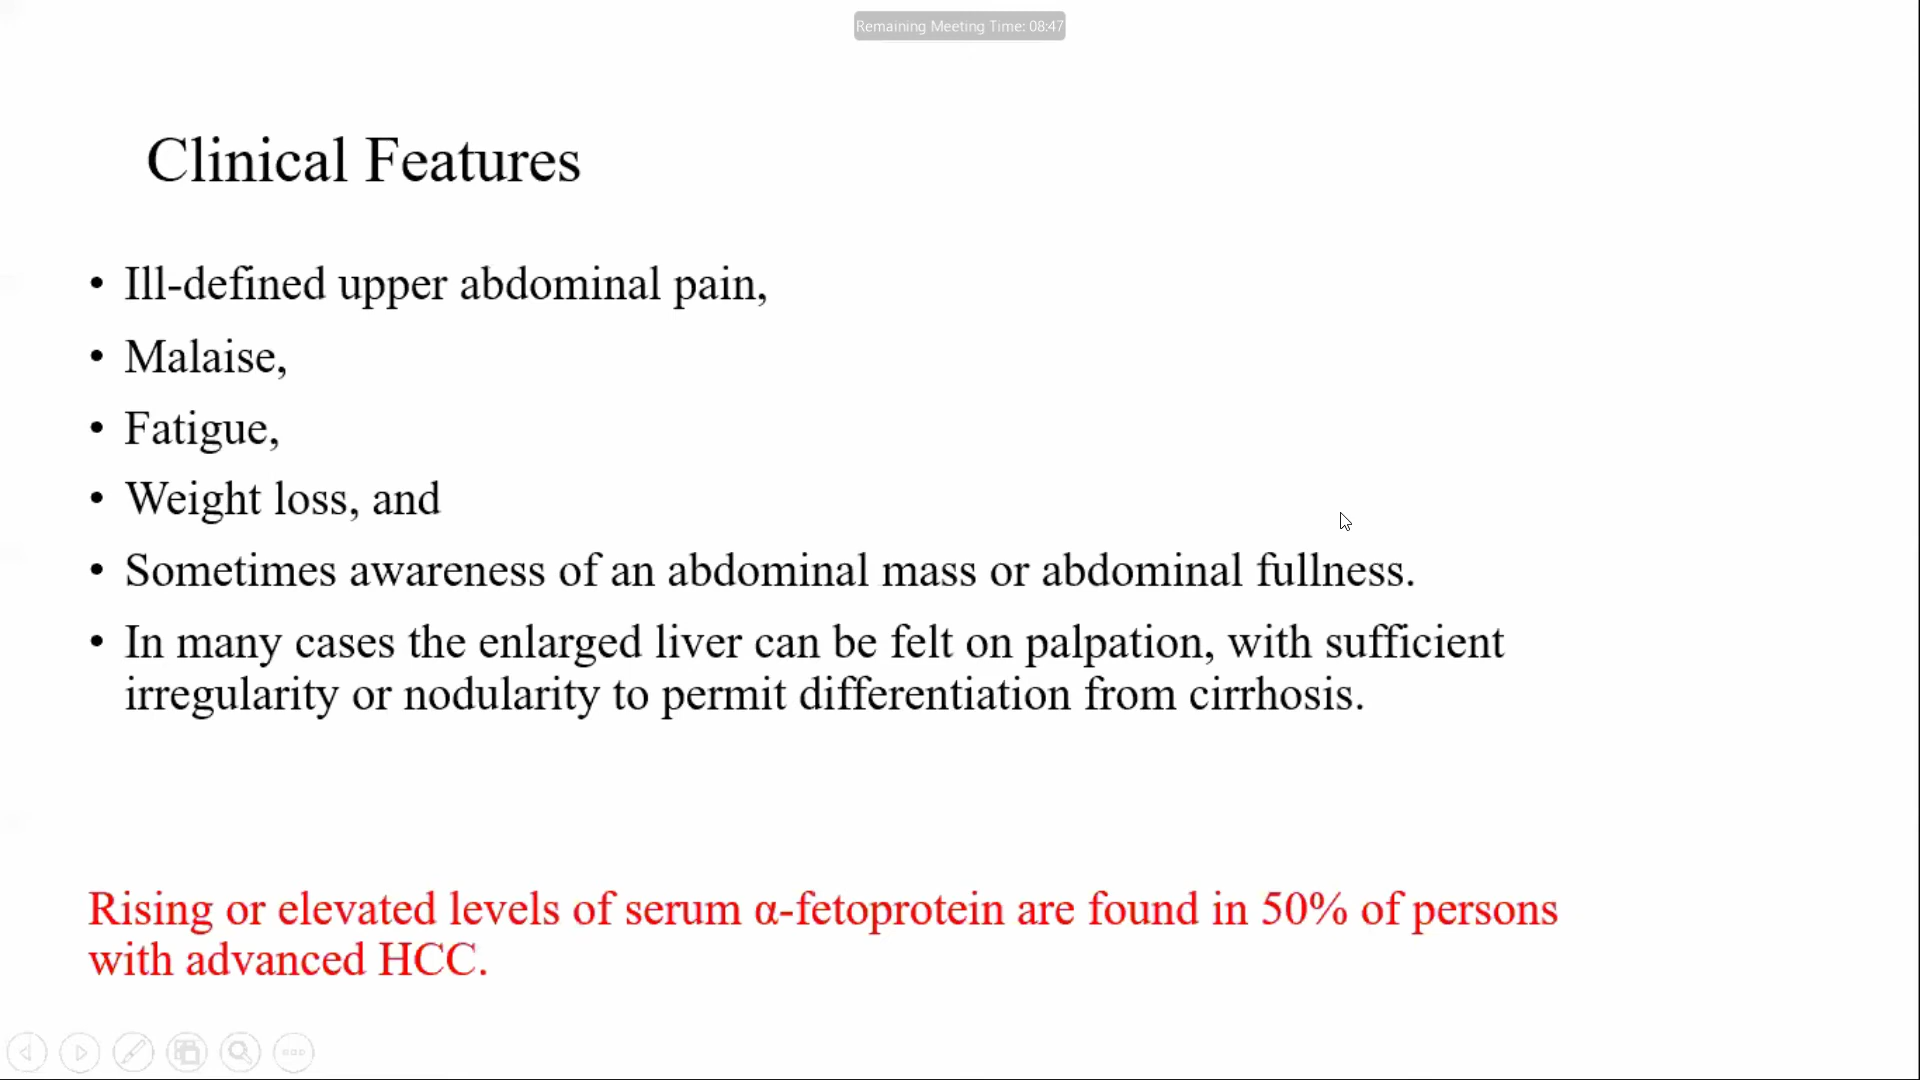 Remaining Meeting Time: 08:47
Clinical Features
• Ill-defined upper abdominal pain,
• Malaise,
• Fatigue,
• Weight loss, and
• Sometimes awareness of an abdominal mass or abdominal fullness.
• In many cases the enlarged liver can be felt on palpation, with sufficient
irregularity or nodularity to permit differentiation from cirrhosis.
Rising or elevated levels of serum α-fetoprotein are found in 50% of persons
with advanced HCC.